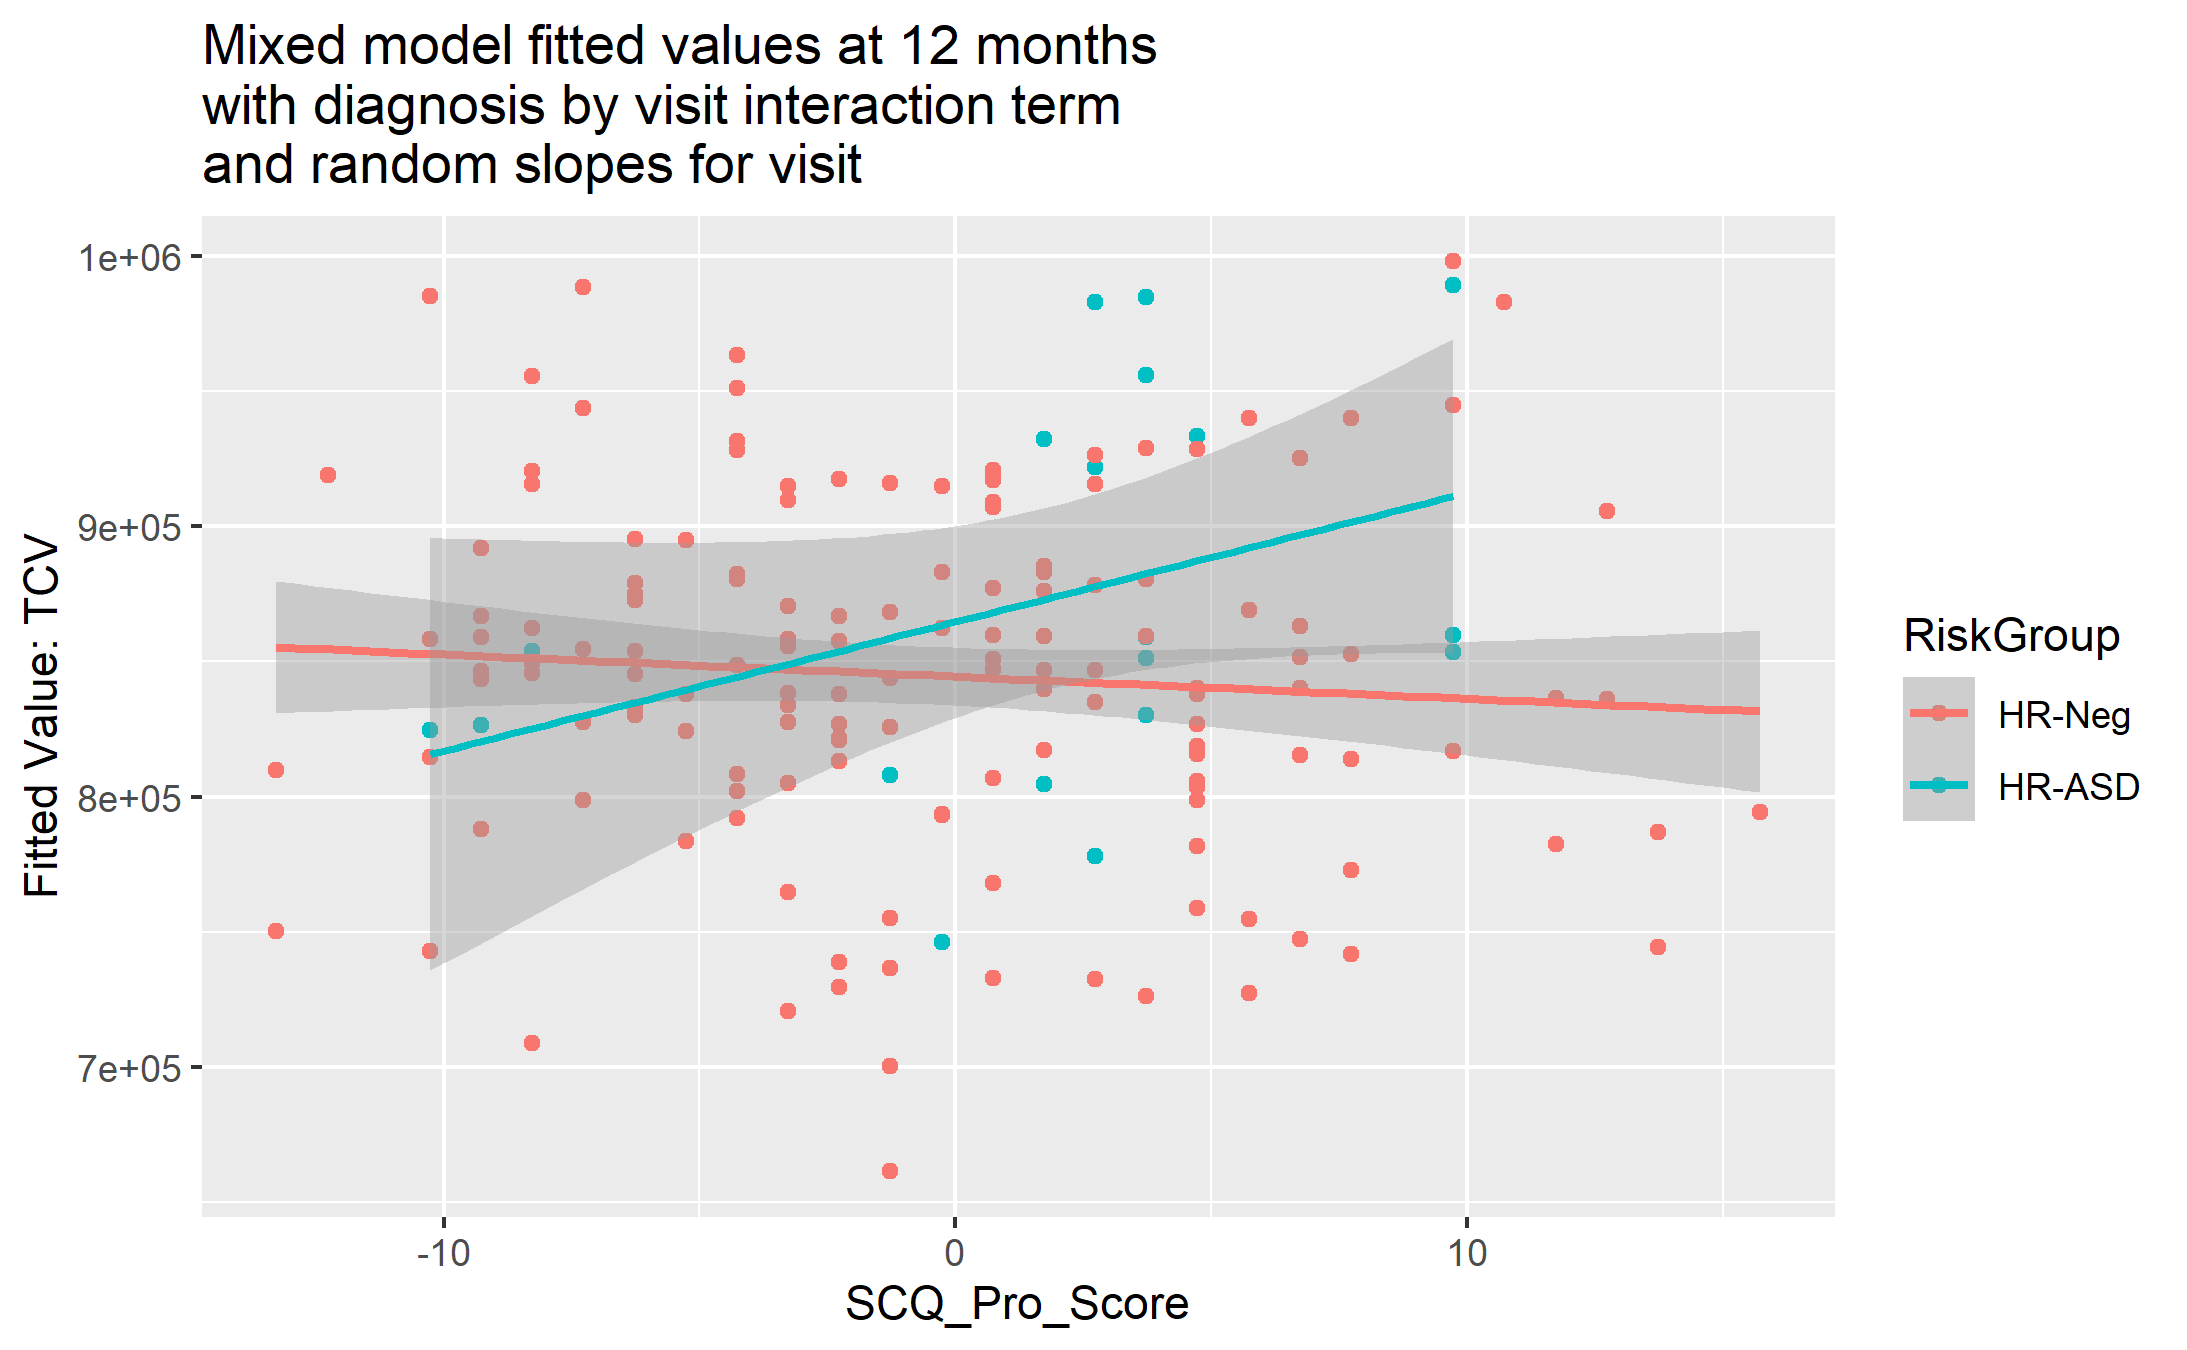 Mixed model fitted values at 12 months
with diagnosis by visit interaction term
and random slopes for visit
Fitted Value: TCV
1e+06
9e+05
8e+05
7e+05
-10
0
10
SCQ_Pro_Score
RiskGroup
HR-Neg
HR-ASD